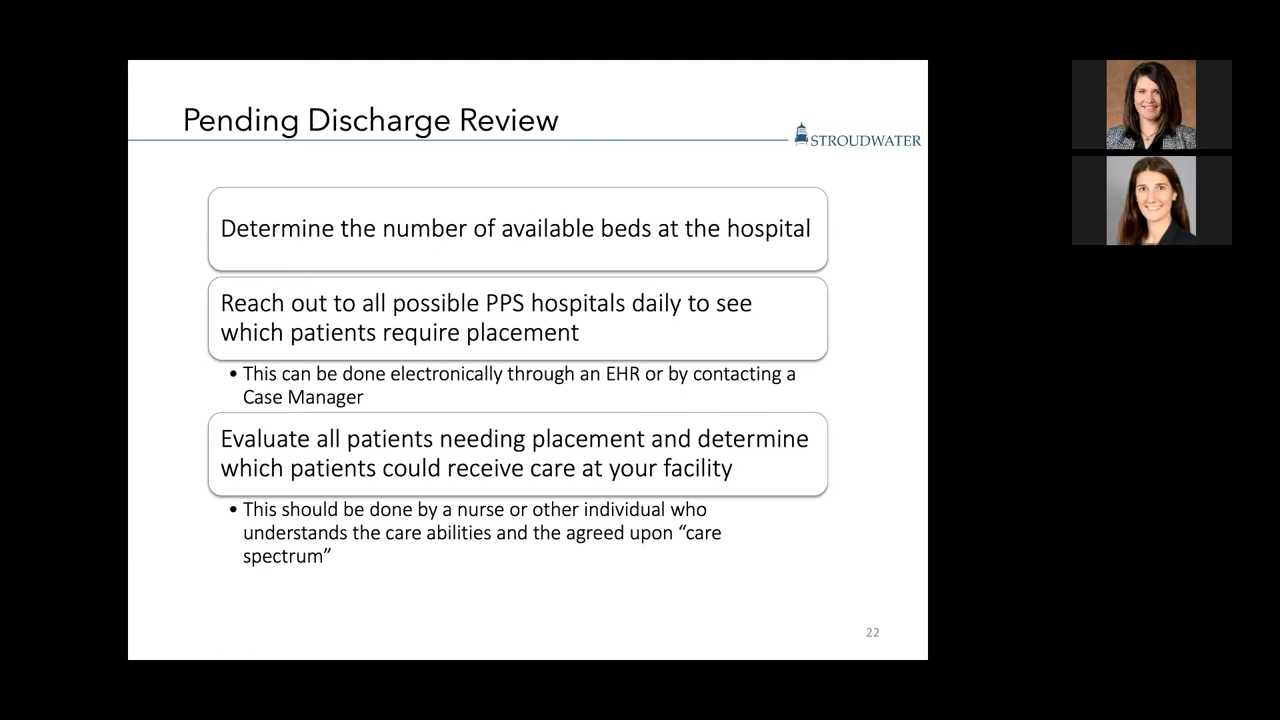 Pending Discharge Review
STROUDWATER
Determine the number of available beds at the hospital
Reach out to all possible PPS hospitals daily to see
which patients require placement
• This can be done electronically through an EHR or by contacting a
Case Manager
Evaluate all patients needing placement and determine
which patients could receive care at your facility
• This should be done by a nurse or other individual who
understands the care abilities and the agreed upon “care
spectrum”
22